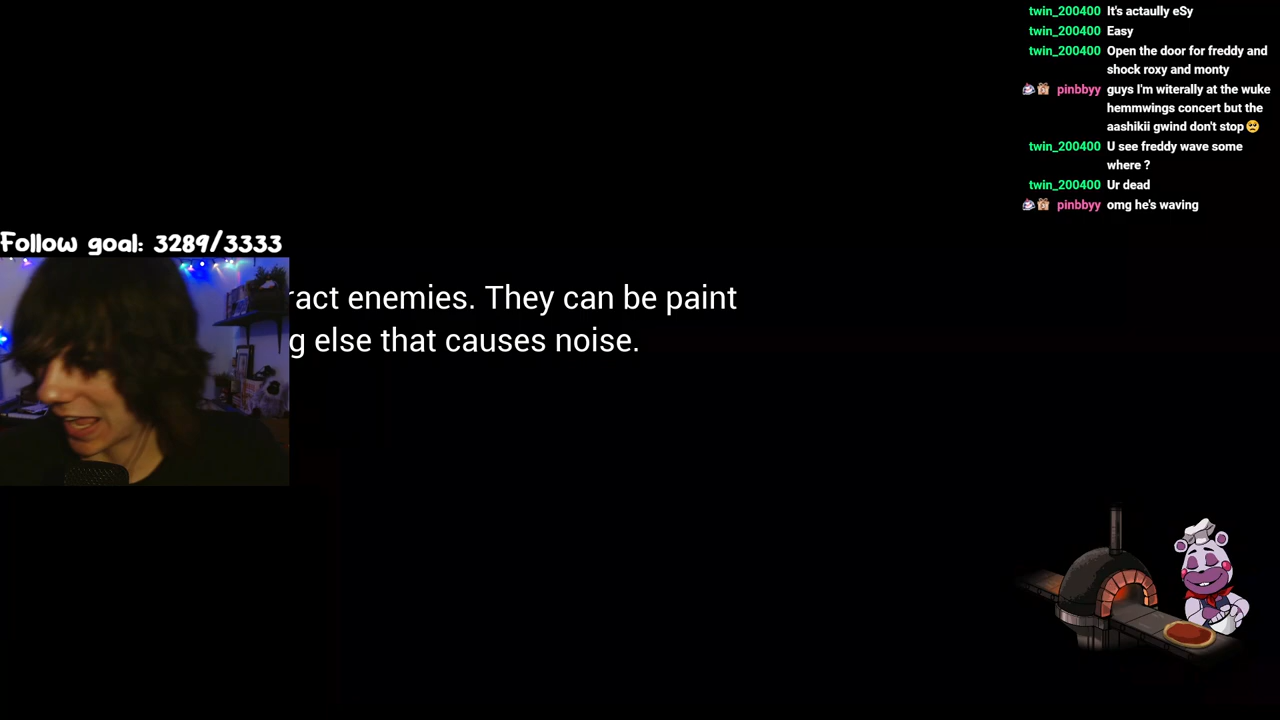 twin_200400 It's actaully eSy
twin_200400 Easy
twin_200400 Open the door for freddy and
shock roxy and monty
pinbbyy guys I'm witerally at the wuke
hemmwings concert but the
aashikii gwind don't stop🥺
twin_200400 U see freddy wave some
where ?
twin_200400 Ur dead
pinbbyy omg he's waving
Follow goal: 3289/3333
ract enemies. They can be paint
g else that causes noise.